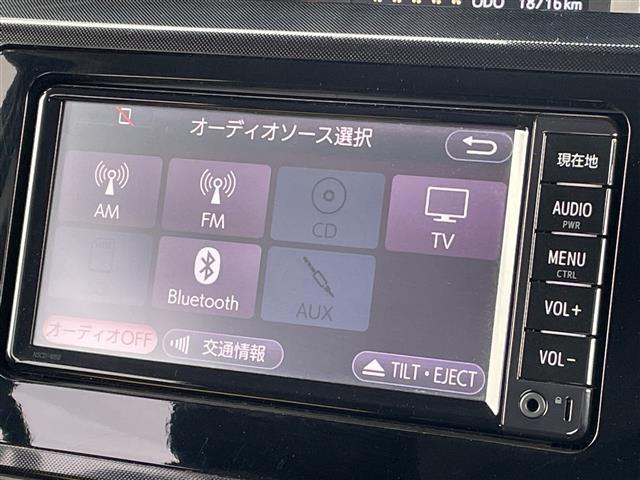 ODO 18716km
オーディオソース選択
AM
FM
CD
TV
Bluetooth
AUX
オーディオOFF
交通情報
TILT・EJECT
現在地
AUDIO
PWR
MENU
CTRL
VOL+
VOL-